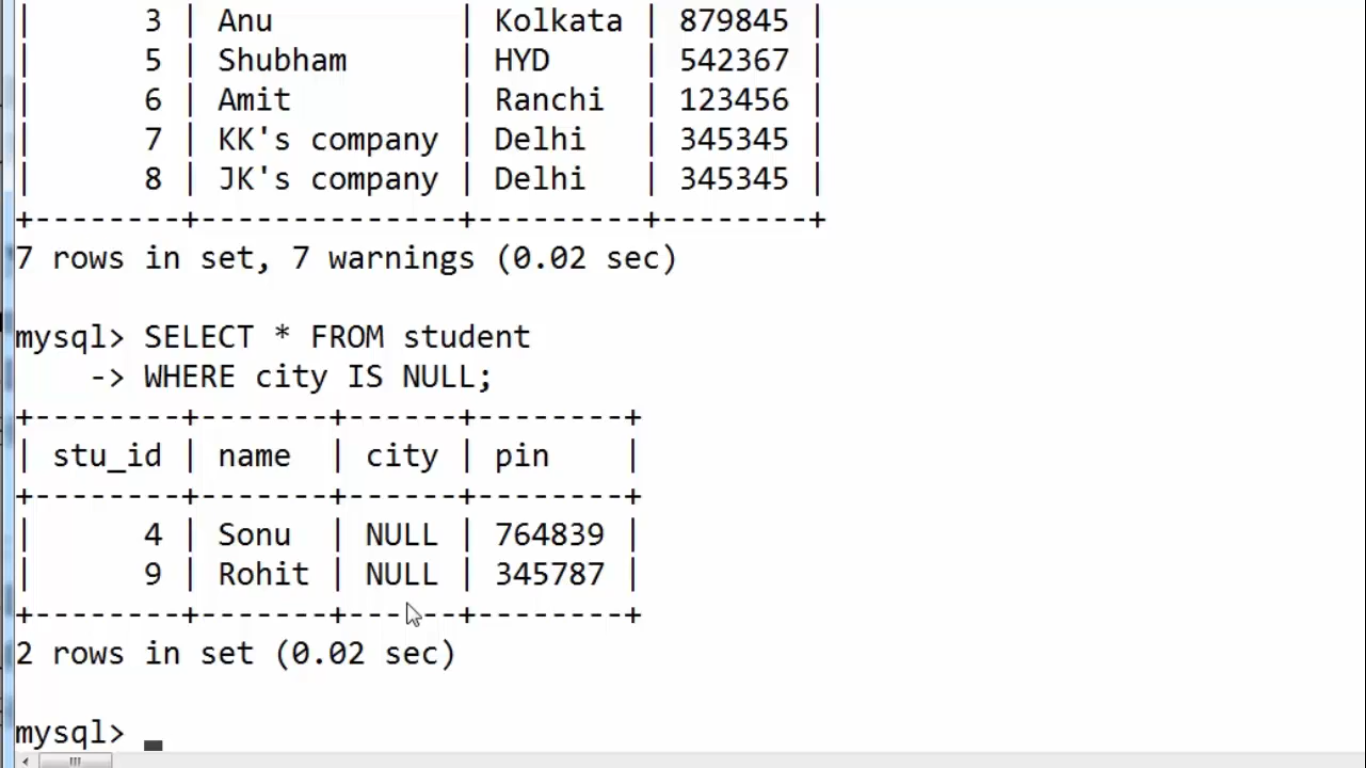 |      3 | Anu          | Kolkata | 879845 |
|      5 | Shubham      | HYD     | 542367 |
|      6 | Amit         | Ranchi  | 123456 |
|      7 | KK's company | Delhi   | 345345 |
|      8 | JK's company | Delhi   | 345345 |
+--------+--------------+---------+--------+
7 rows in set, 7 warnings (0.02 sec)
mysql> SELECT * FROM student
    -> WHERE city IS NULL;
+--------+-------+------+--------+
| stu_id | name  | city | pin    |
+--------+-------+------+--------+
|      4 | Sonu  | NULL | 764839 |
|      9 | Rohit | NULL | 345787 |
+--------+-------+------+--------+
2 rows in set (0.02 sec)
mysql>